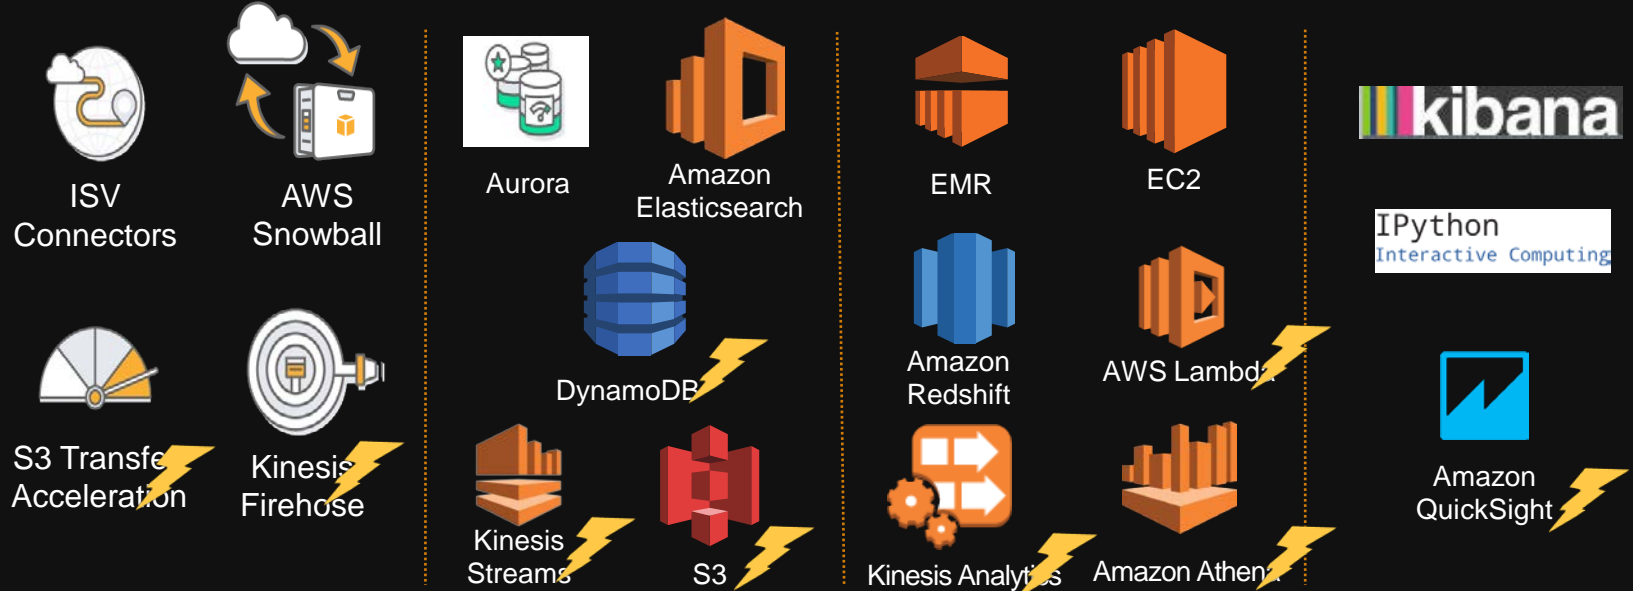 ISV
Connectors
AWS
Snowball
S3 Transfer
Acceleration
Kinesis
Firehose
Aurora
Amazon
Elasticsearch
DynamoDB
Kinesis
Streams
S3
EMR
EC2
Amazon
Redshift
AWS Lambda
Kinesis Analytics
Amazon Athena
kibana
IPython
Interactive Computing
Amazon
QuickSight